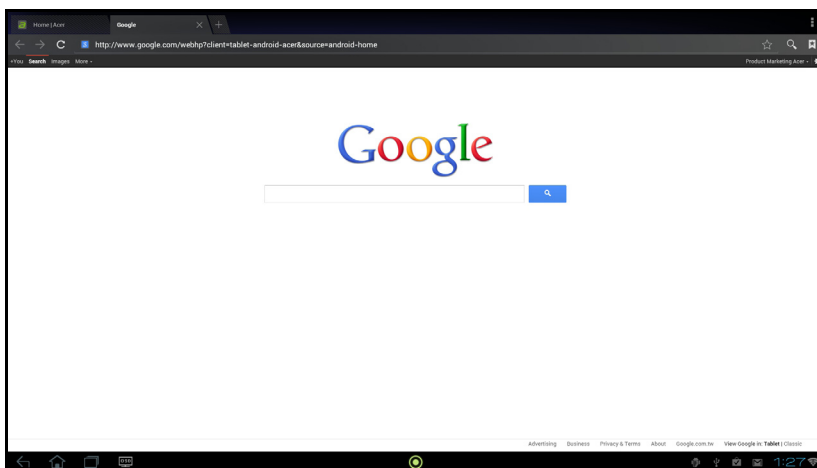 Home | Acer
Google
http://www.google.com/webhp?client=tablet-android-acer&source=android-home
+You Search Images More
Product Marketing Acer
Google
Advertising Business Privacy & Terms About Google.com.tw View Google in: Tablet | Classic
1:27